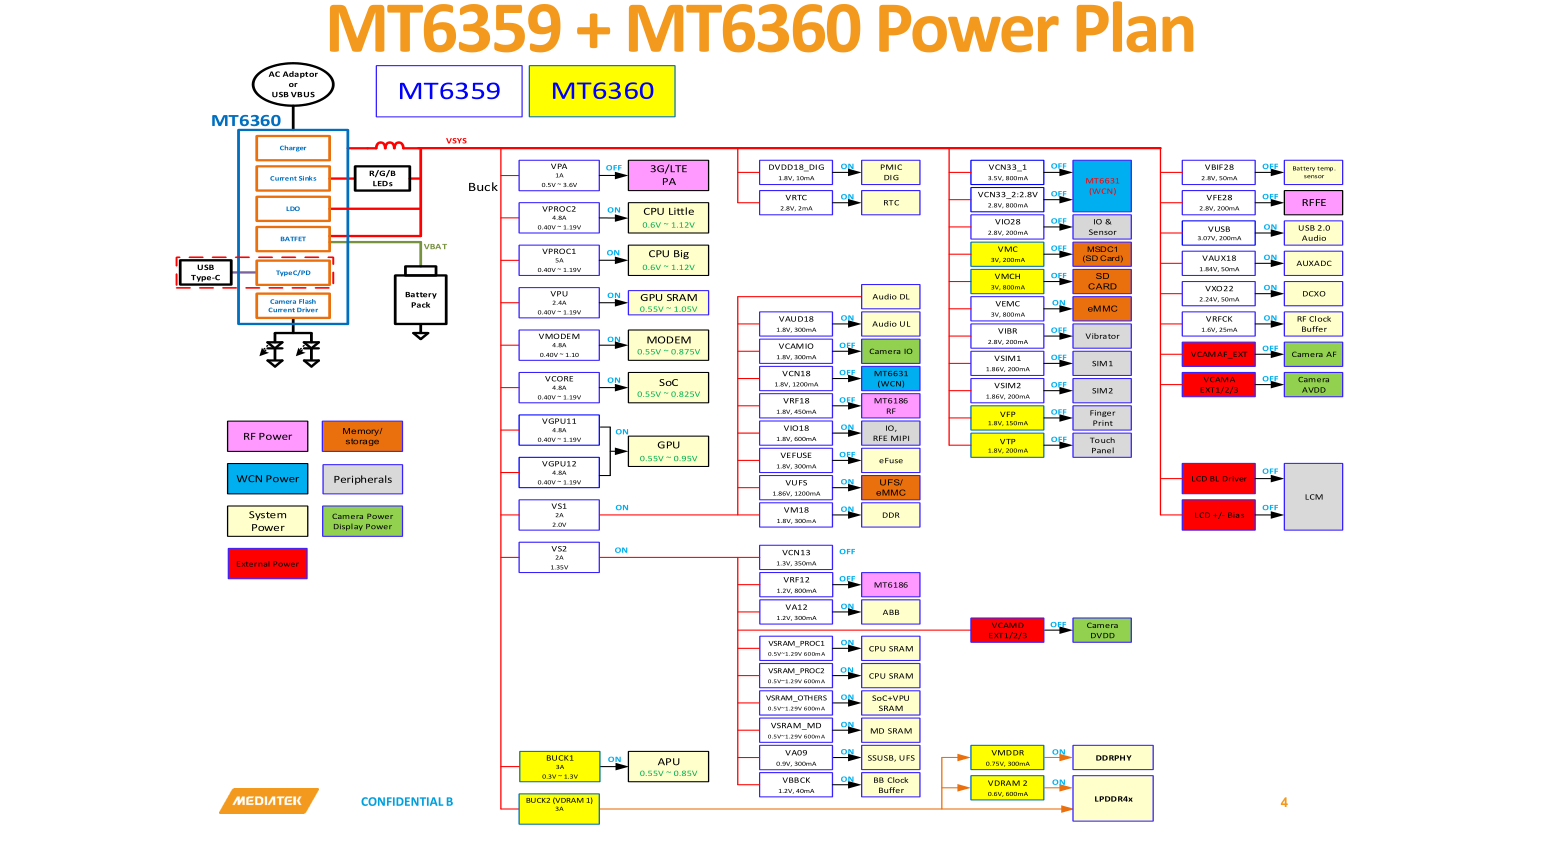 MT6359 + MT6360 Power Plan
AC Adaptor
or
USB VBUS
MT6359
MT6360
MT6360
Charger
Current Sinks
LDO
BATFET
TypeC/PD
Camera Flash
Current Driver
R/G/B
LEDs
USB
Type-C
VSYS
VBAT
Battery
Pack
Buck
VPA
1A
0.5V ~ 3.6V
OFF
3G/LTE
PA
VPROC2
4.8A
0.40V ~ 1.19V
ON
CPU Little
0.6V ~ 1.12V
VPROC1
5A
0.40V ~ 1.19V
ON
CPU Big
0.6V ~ 1.12V
VPU
2.4A
0.40V ~ 1.19V
ON
GPU SRAM
0.55V ~ 1.05V
VMODEM
4.8A
0.40V ~ 1.10
ON
MODEM
0.55V ~ 0.875V
VCORE
4.8A
0.40V ~ 1.19V
ON
SoC
0.55V ~ 0.825V
VGPU11
4.8A
0.40V ~ 1.19V
VGPU12
4.8A
0.40V ~ 1.19V
ON
GPU
0.55V ~ 0.95V
VS1
2A
2.0V
ON
VS2
2A
1.35V
ON
BUCK1
3A
0.3V ~ 1.3V
ON
APU
0.55V ~ 0.85V
BUCK2 (VDRAM 1)
3A
DVDD18_DIG
1.8V, 10mA
ON
PMIC
DIG
VRTC
2.8V, 2mA
ON
RTC
Audio DL
VAUD18
1.8V, 300mA
ON
Audio UL
VCAMIO
1.8V, 300mA
OFF
Camera IO
VCN18
1.8V, 1200mA
OFF
MT6631
(WCN)
VRF18
1.8V, 450mA
OFF
MT6186
RF
VIO18
1.8V, 600mA
ON
IO,
RFE MIPI
VEFUSE
1.8V, 300mA
OFF
eFuse
VUFS
1.86V, 1200mA
ON
UFS/
eMMC
VM18
1.8V, 300mA
ON
DDR
VCN13
1.3V, 350mA
OFF
VRF12
1.2V, 800mA
OFF
MT6186
VA12
1.2V, 300mA
ON
ABB
VSRAM_PROC1
0.5V~1.29V 600mA
ON
CPU SRAM
VSRAM_PROC2
0.5V~1.29V 600mA
ON
CPU SRAM
VSRAM_OTHERS
0.5V~1.29V 600mA
ON
SoC+VPU
SRAM
VSRAM_MD
0.5V~1.29V 600mA
ON
MD SRAM
VA09
0.9V, 300mA
ON
SSUSB, UFS
VBBCK
1.2V, 40mA
ON
BB Clock
Buffer
VCN33_1
3.5V, 800mA
OFF
VCN33_2:2.8V
2.8V, 800mA
OFF
MT6631
(WCN)
VIO28
2.8V, 200mA
OFF
IO &
Sensor
VMC
3V, 200mA
OFF
MSDC1
(SD Card)
VMCH
3V, 800mA
OFF
SD
CARD
VEMC
3V, 800mA
ON
eMMC
VIBR
2.8V, 200mA
OFF
Vibrator
VSIM1
1.86V, 200mA
OFF
SIM1
VSIM2
1.86V, 200mA
OFF
SIM2
VFP
1.8V, 150mA
OFF
Finger
Print
VTP
1.8V, 200mA
OFF
Touch
Panel
VCAMD
EXT1/2/3
OFF
Camera
DVDD
VMDDR
0.75V, 300mA
ON
DDRPHY
VDRAM 2
0.6V, 600mA
ON
LPDDR4x
VBIF28
2.8V, 50mA
OFF
Battery temp.
sensor
VFE28
2.8V, 200mA
OFF
RFFE
VUSB
3.07V, 200mA
ON
USB 2.0
Audio
VAUX18
1.84V, 50mA
ON
AUXADC
VXO22
2.24V, 50mA
ON
DCXO
VRFCK
1.6V, 25mA
ON
RF Clock
Buffer
VCAMAF_EXT
OFF
Camera AF
VCAMA
EXT1/2/3
OFF
Camera
AVDD
LCD BL Driver
OFF
LCD +/- Bias
OFF
LCM
RF Power
Memory/
storage
WCN Power
Peripherals
System
Power
Camera Power
Display Power
External Power
MEDIATEK
CONFIDENTIAL B
4